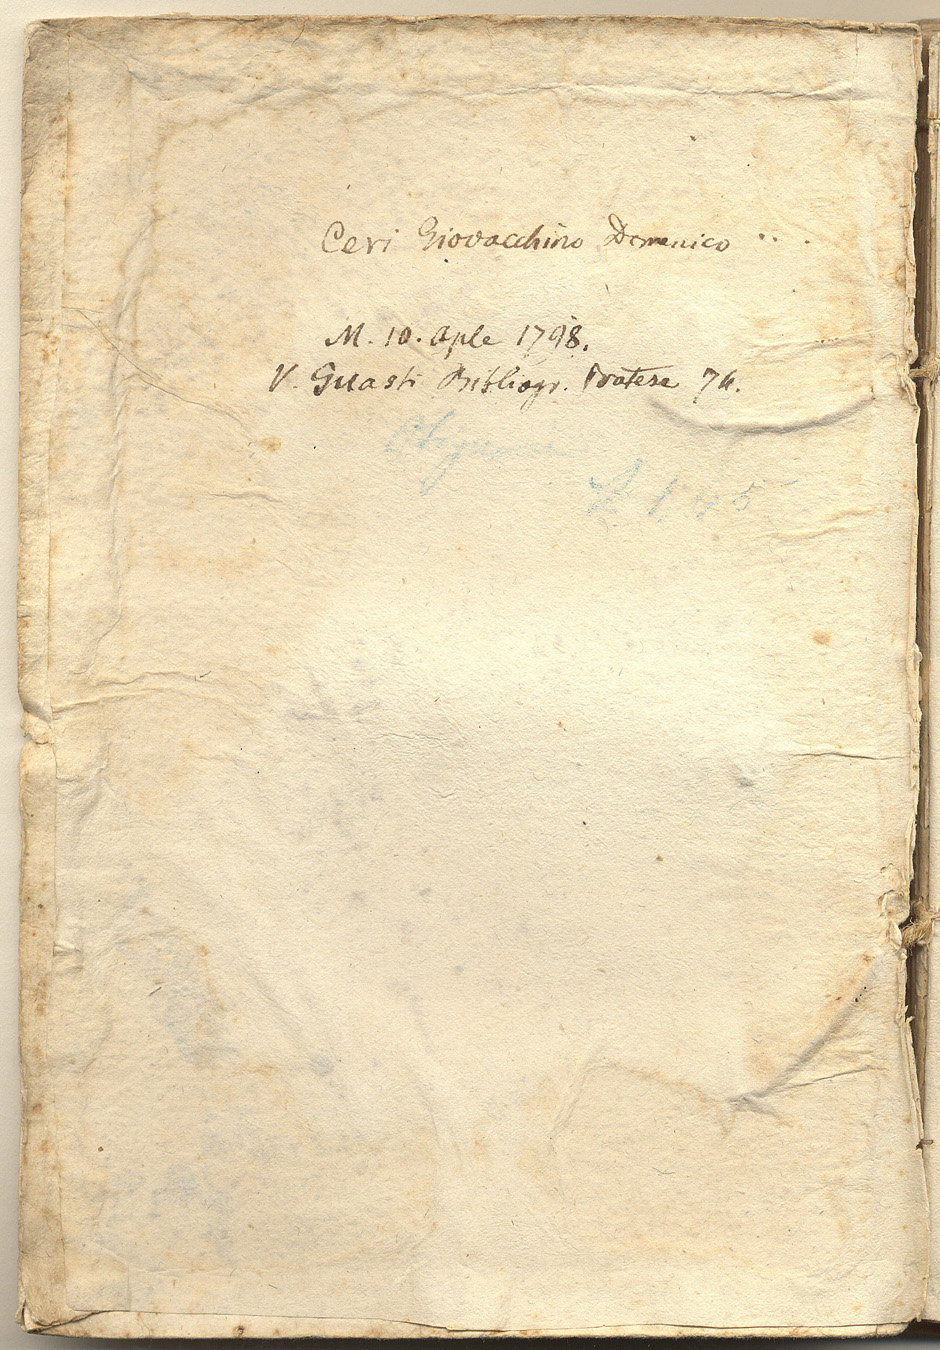 Ceri Giovacchino Domenico ...
M. 10. Aple 1798.
V. Guasti Bibliogr. Pratese 74.